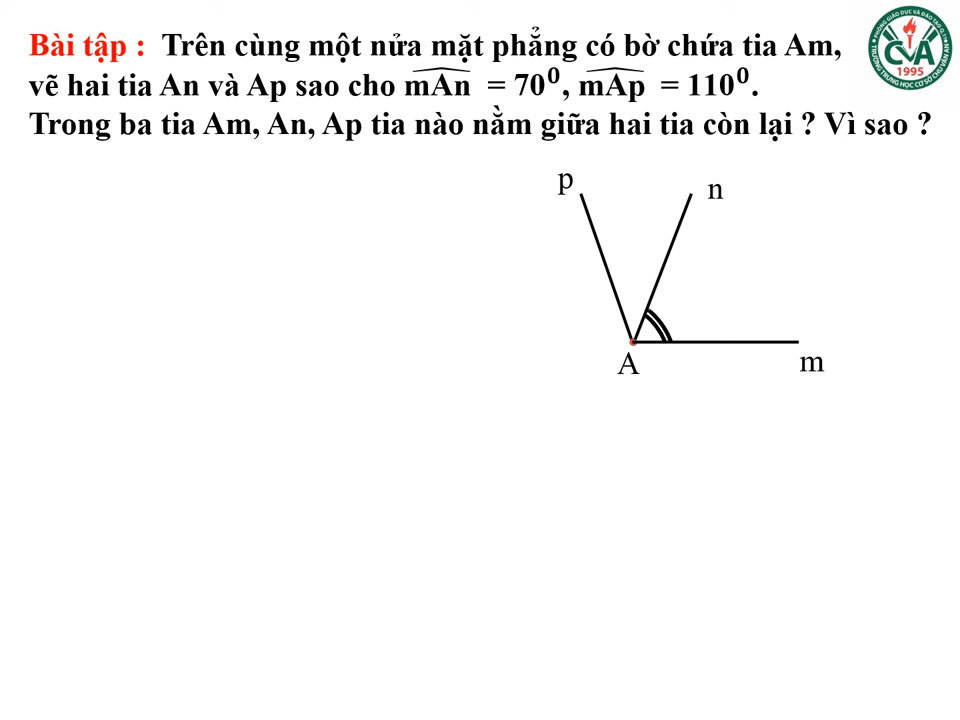 Bài tập : Trên cùng một nửa mặt phẳng có bờ chứa tia Am,
vẽ hai tia An và Ap sao cho mAn = 70⁰, mAp = 110⁰.
Trong ba tia Am, An, Ap tia nào nằm giữa hai tia còn lại ? Vì sao ?
p
n
A
m
CVA
1995